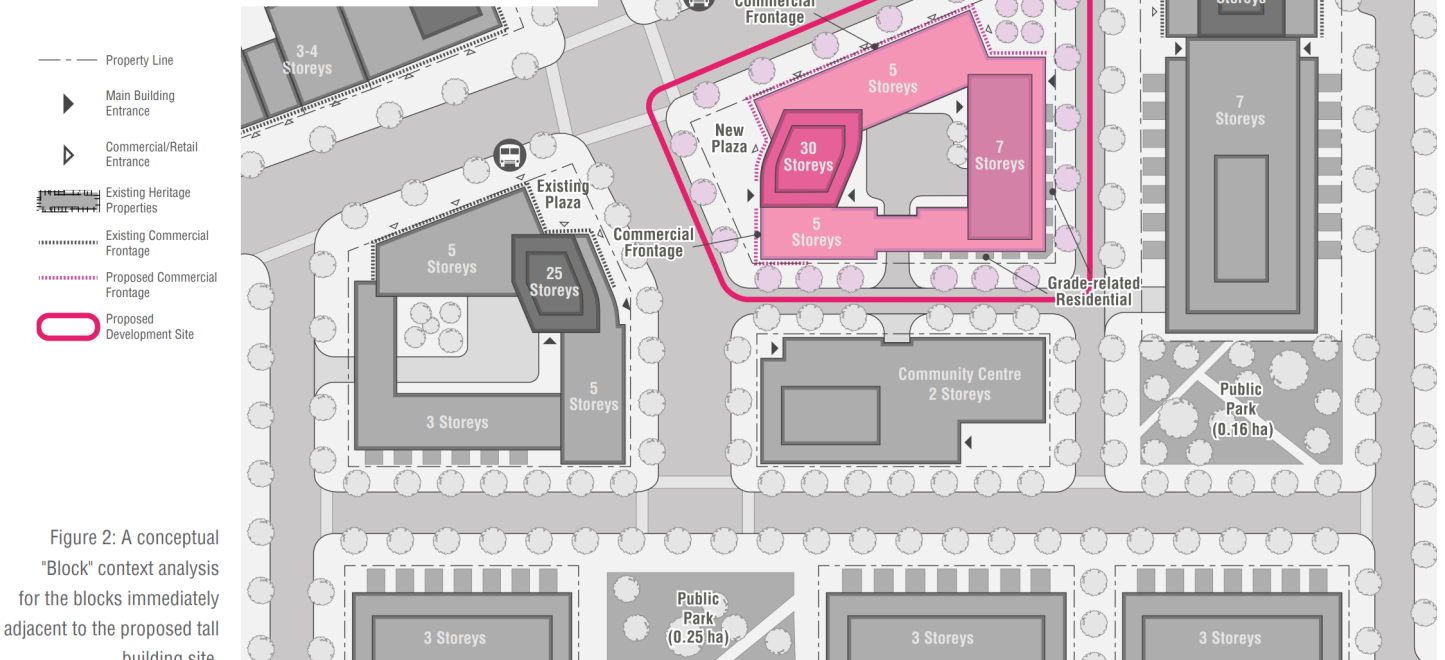 Property Line
Main Building
Entrance
Commercial/Retail
Entrance
Existing Heritage
Properties
Existing Commercial
Frontage
Proposed Commercial
Frontage
Proposed
Development Site
Figure 2: A conceptual
"Block" context analysis
for the blocks immediately
adjacent to the proposed tall
building site.
3-4
Storeys
Commercial
Frontage
Storeys
5
Storeys
New
Plaza
30
Storeys
7
Storeys
7
Storeys
Existing
Plaza
Commercial
Frontage
5
Storeys
5
Storeys
25
Storeys
Grade-related
Residential
Community Centre
2 Storeys
5
Storeys
3 Storeys
Public
Park
(0.16 ha)
Public
Park
(0.25 ha)
3 Storeys
3 Storeys
3 Storeys